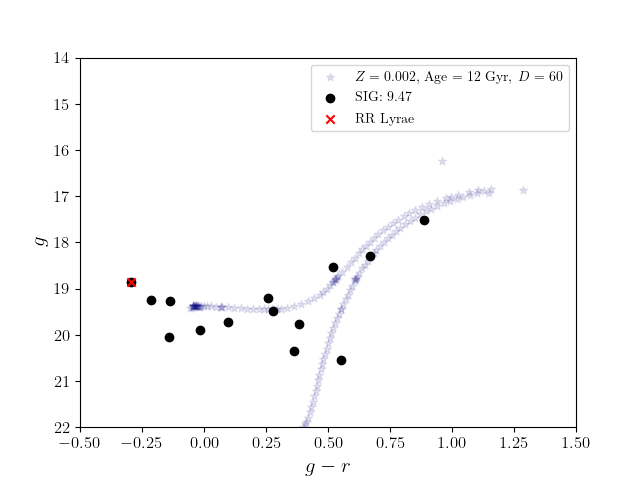 14
15
16
17
18
19
20
21
22
g
−0.50 −0.25 0.00 0.25 0.50 0.75 1.00 1.25 1.50
g − r
Z = 0.002, Age = 12 Gyr, D = 60
SIG: 9.47
RR Lyrae